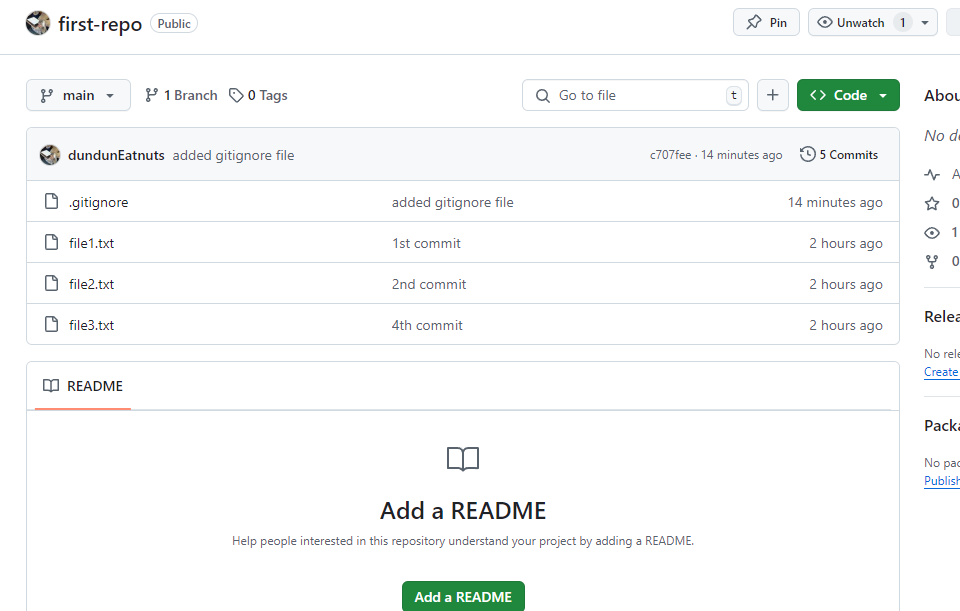 first-repo Public Pin Unwatch 1
main 1 Branch 0 Tags Go to file t Code
dundunEatnuts added gitignore file c707fee · 14 minutes ago 5 Commits
.gitignore added gitignore file 14 minutes ago
file1.txt 1st commit 2 hours ago
file2.txt 2nd commit 2 hours ago
file3.txt 4th commit 2 hours ago
README
Add a README
Help people interested in this repository understand your project by adding a README.
Add a README
Abou
No de
A
0
1
0
Relea
No rele
Create
Packa
No pac
Publish